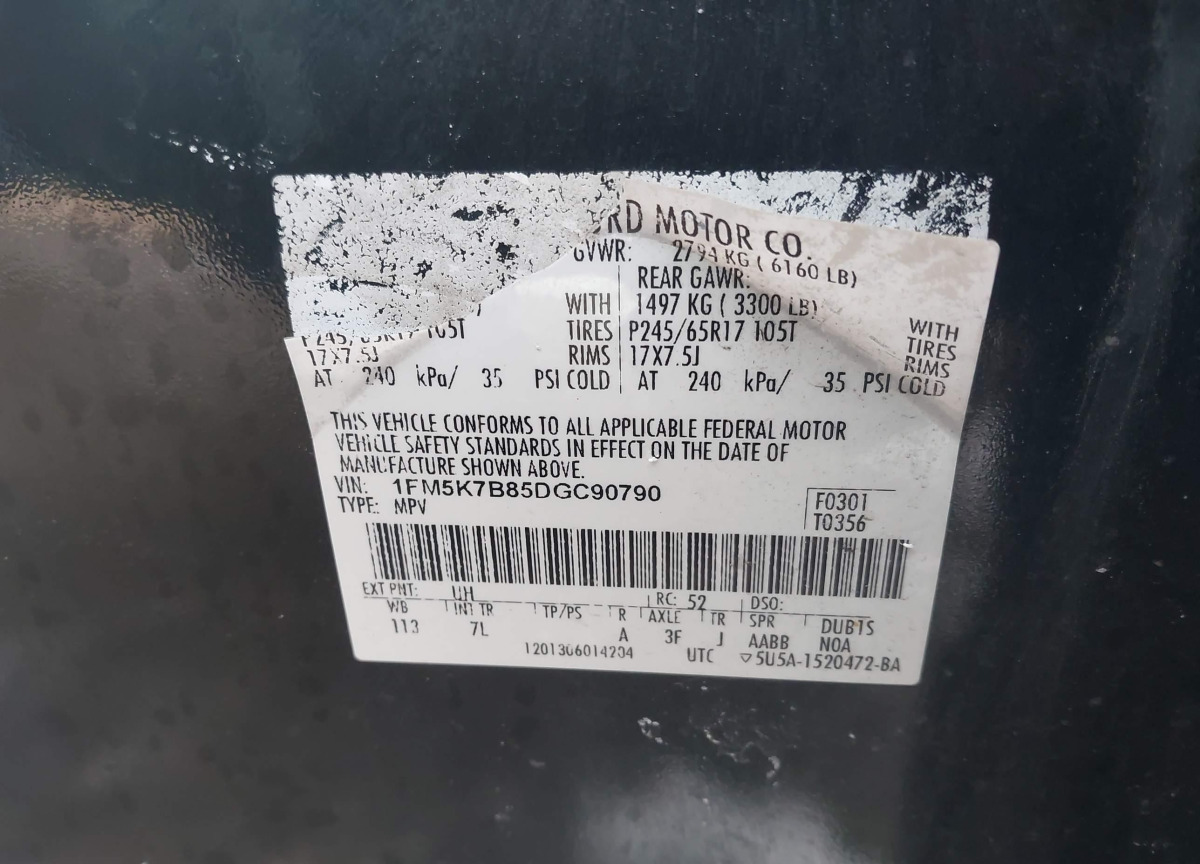 RD MOTOR CO.
GVWR: 2794 KG ( 6160 LB)
REAR GAWR:
WITH 1497 KG ( 3300 LB) WITH
P245/65R17 105T TIRES P245/65R17 105T TIRES
17X7.5J RIMS 17X7.5J RIMS
AT 240 kPa/ 35 PSI COLD AT 240 kPa/ 35 PSI COLD
THIS VEHICLE CONFORMS TO ALL APPLICABLE FEDERAL MOTOR
VEHICLE SAFETY STANDARDS IN EFFECT ON THE DATE OF
MANUFACTURE SHOWN ABOVE.
VIN: 1FM5K7B85DGC90790
TYPE: MPV
F0301
T0356
EXT PNT: UH RC: 52 DSO:
WB INT TR TP/PS R AXLE TR SPR DUBTS
113 7L A 3F J AABB N0A
1201306014204 UTC ▽5U5A-1520472-BA